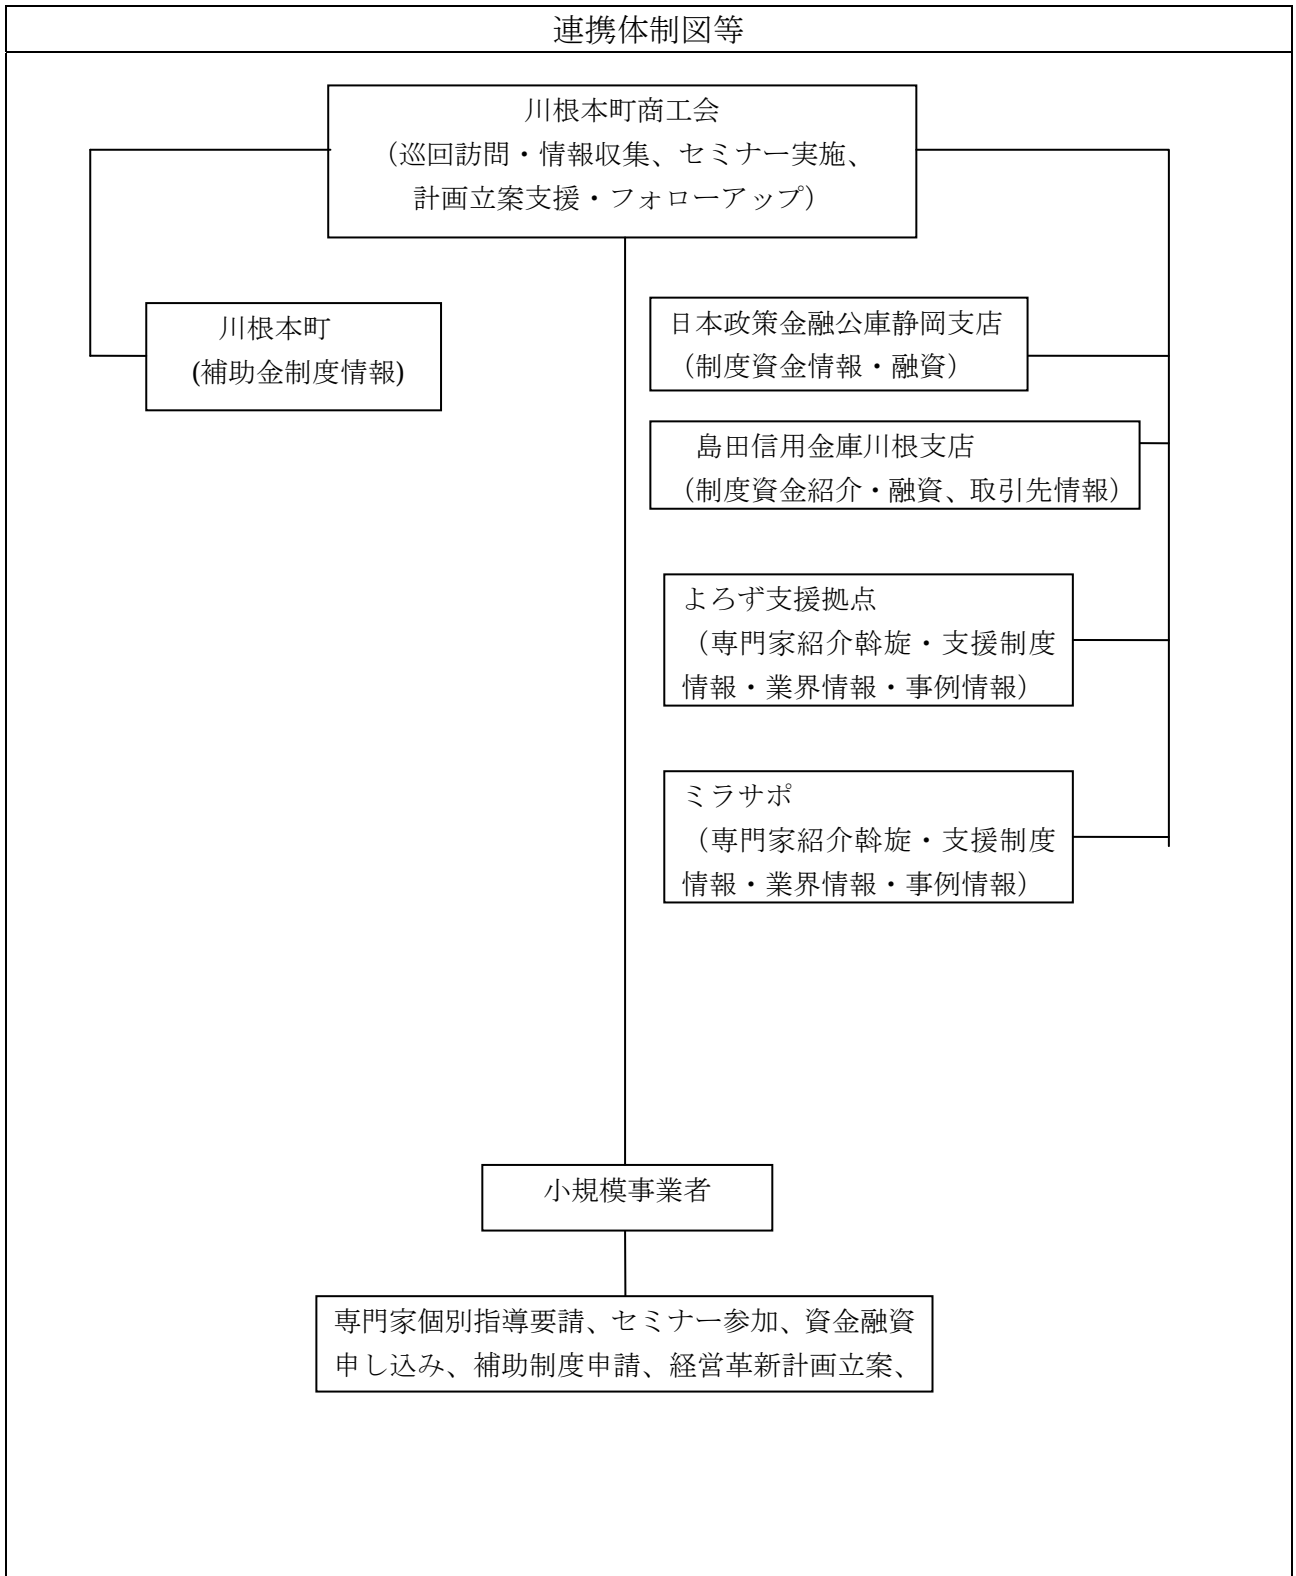 連携体制図等
川根本町商工会
（巡回訪問・情報収集、セミナー実施、
計画立案支援・フォローアップ）
川根本町
(補助金制度情報)
日本政策金融公庫静岡支店
（制度資金情報・融資）
島田信用金庫川根支店
（制度資金紹介・融資、取引先情報）
よろず支援拠点
（専門家紹介斡旋・支援制度
情報・業界情報・事例情報）
ミラサポ
（専門家紹介斡旋・支援制度
情報・業界情報・事例情報）
小規模事業者
専門家個別指導要請、セミナー参加、資金融資
申し込み、補助制度申請、経営革新計画立案、